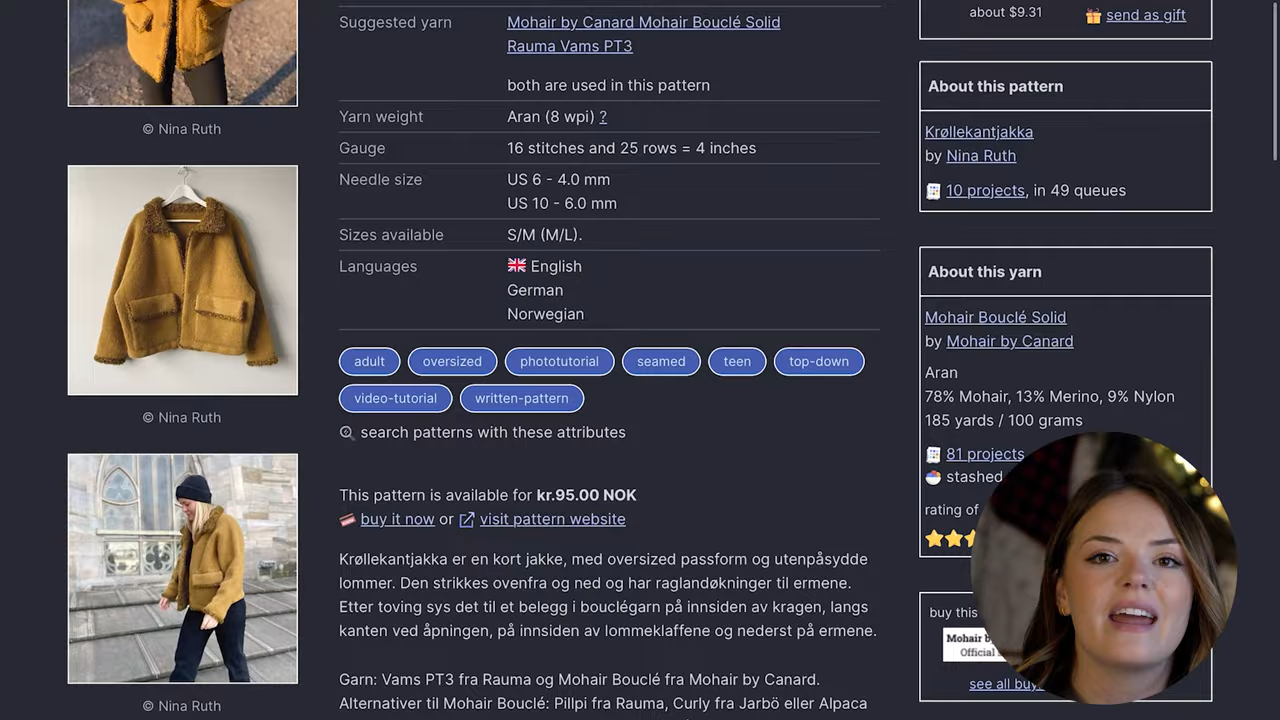 © Nina Ruth
© Nina Ruth
© Nina Ruth
Suggested yarn
Mohair by Canard Mohair Bouclé Solid
Rauma Vams PT3
both are used in this pattern
Yarn weight
Aran (8 wpi) ?
Gauge
16 stitches and 25 rows = 4 inches
Needle size
US 6 - 4.0 mm
US 10 - 6.0 mm
Sizes available
S/M (M/L).
Languages
English
German
Norwegian
adult oversized phototutorial seamed teen top-down
video-tutorial written-pattern
search patterns with these attributes
This pattern is available for kr.95.00 NOK
buy it now or visit pattern website
Krøllekantjakka er en kort jakke, med oversized passform og utenpåsydde
lommer. Den strikkes ovenfra og ned og har raglandøkninger til ermene.
Etter toving sys det til et belegg i bouclégarn på innsiden av kragen, langs
kanten ved åpningen, på innsiden av lommeklaffene og nederst på ermene.
Garn: Vams PT3 fra Rauma og Mohair Bouclé fra Mohair by Canard.
Alternativer til Mohair Bouclé: Pillpi fra Rauma, Curly fra Jarbö eller Alpaca
about $9.31
send as gift
About this pattern
Krøllekantjakka
by Nina Ruth
10 projects, in 49 queues
About this yarn
Mohair Bouclé Solid
by Mohair by Canard
Aran
78% Mohair, 13% Merino, 9% Nylon
185 yards / 100 grams
81 projects
stashed
rating of
buy this
Mohair b
Official
see all buy